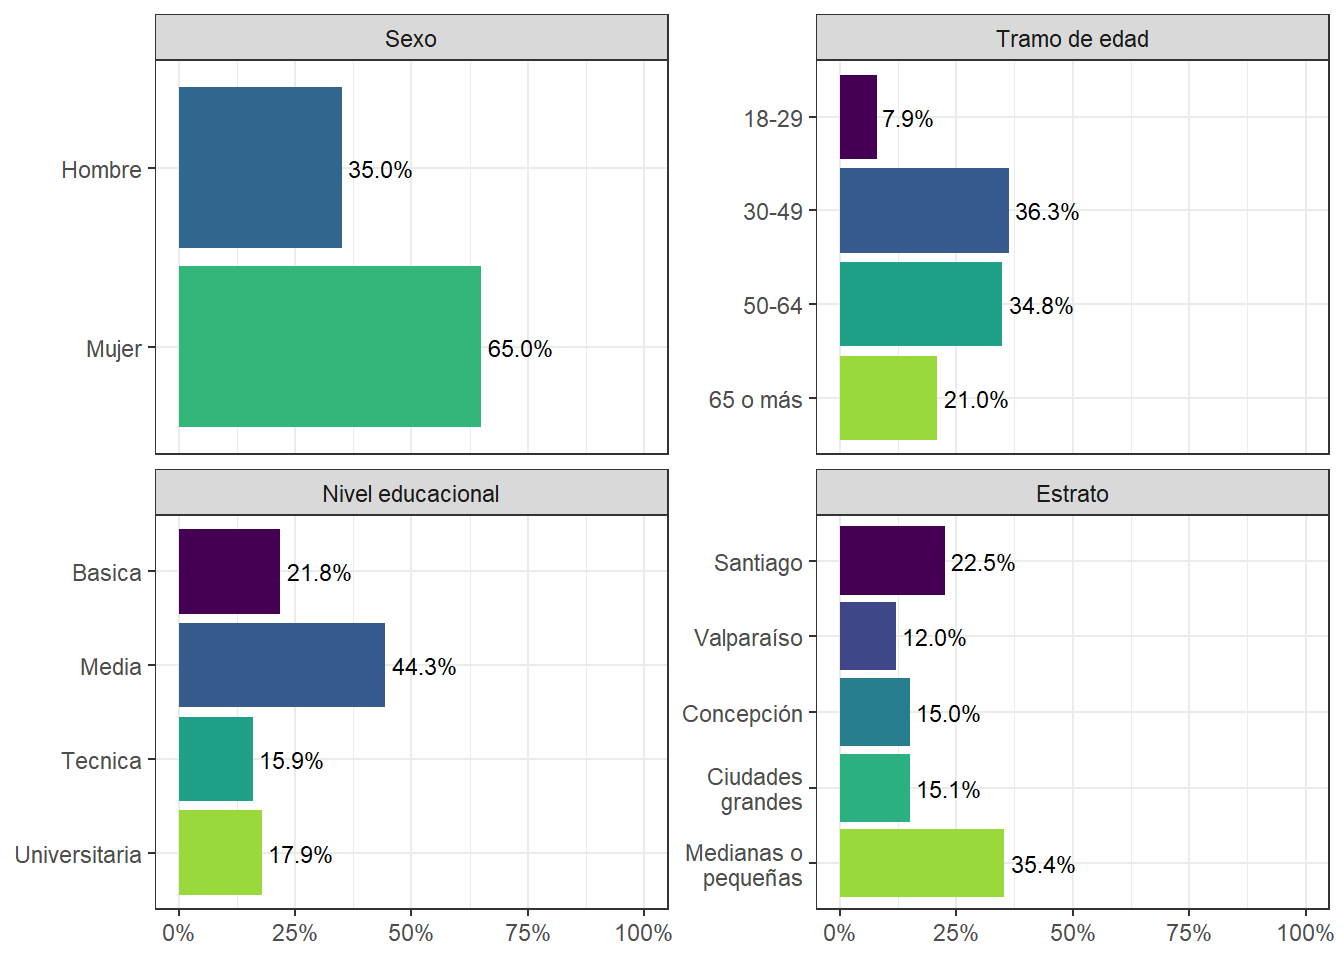 Sexo
Hombre
35.0%
Mujer
65.0%
Tramo de edad
18-29
7.9%
30-49
36.3%
50-64
34.8%
65 o más
21.0%
Nivel educacional
Basica
21.8%
Media
44.3%
Tecnica
15.9%
Universitaria
17.9%
0% 25% 50% 75% 100%
Estrato
Santiago
22.5%
Valparaíso
12.0%
Concepción
15.0%
Ciudades
grandes
15.1%
Medianas o
pequeñas
35.4%
0% 25% 50% 75% 100%